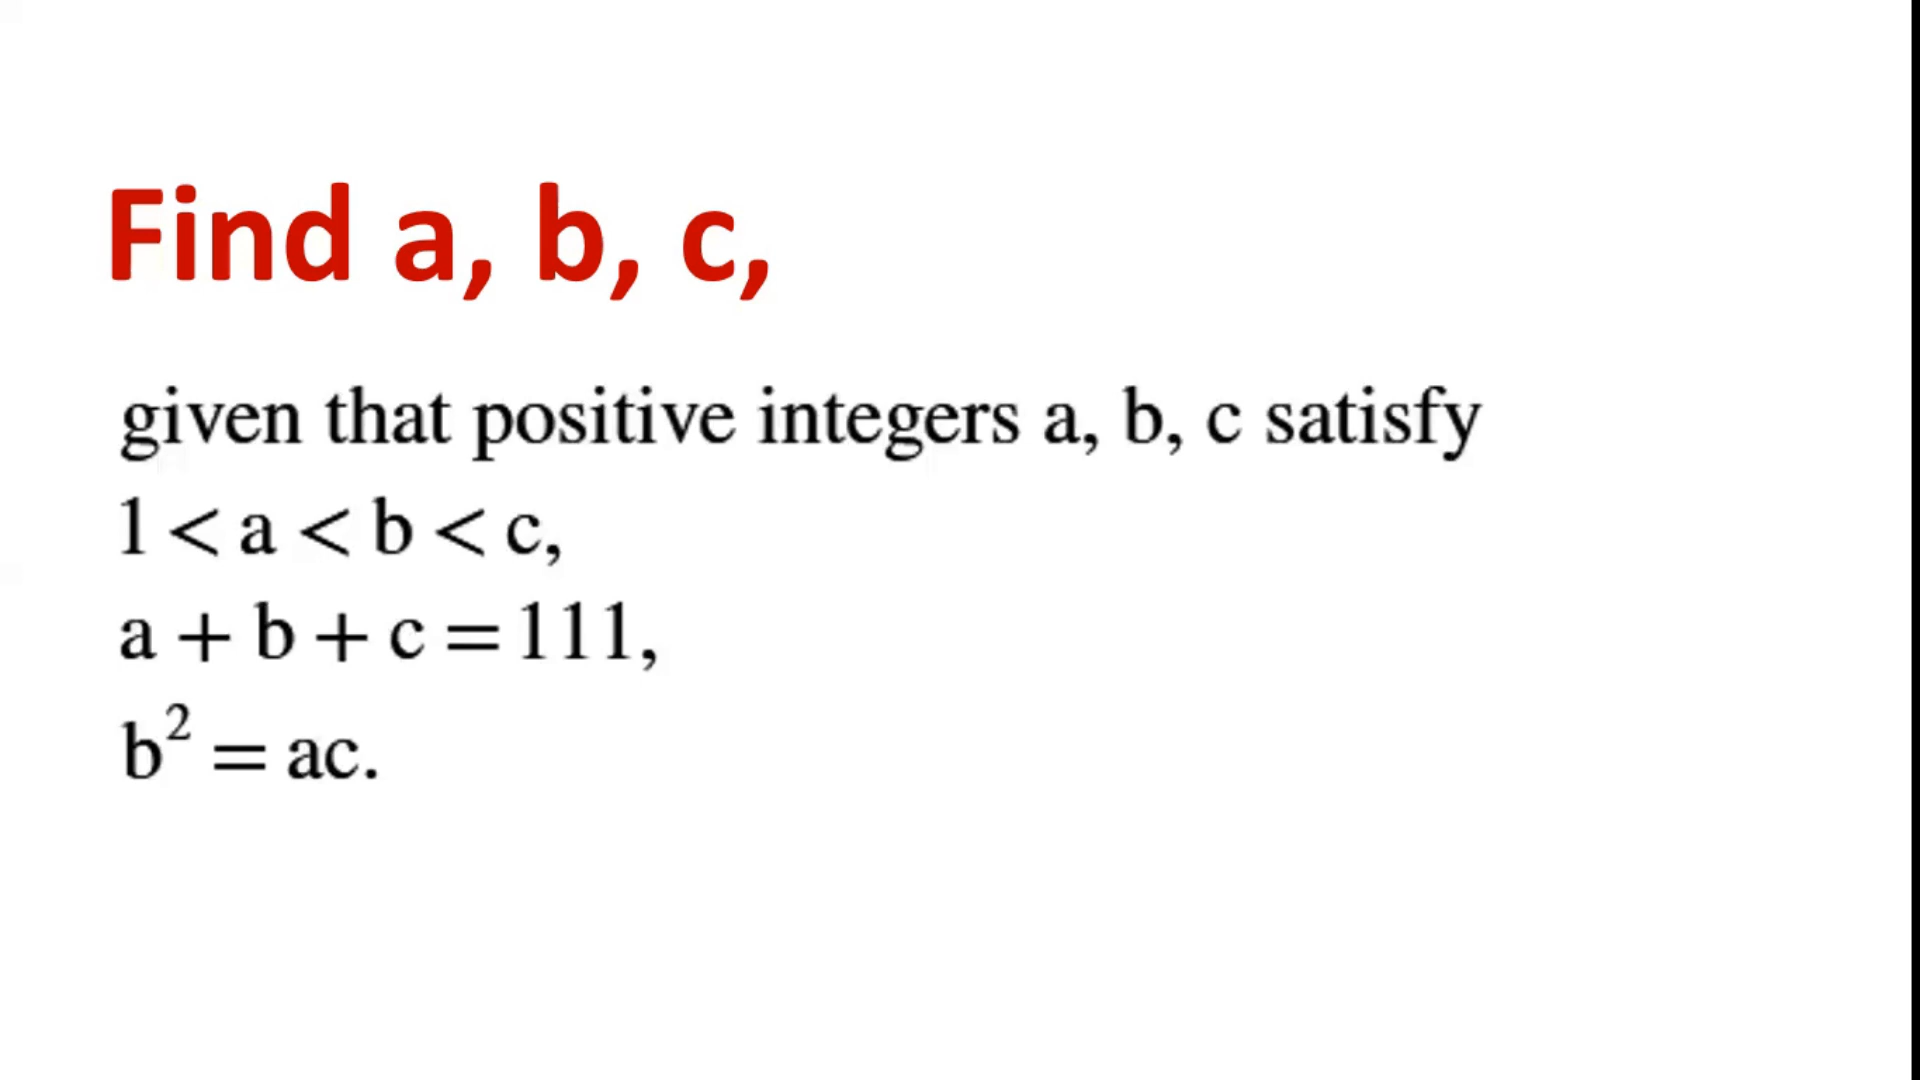 Find a, b, c,
given that positive integers a, b, c satisfy
1 < a < b < c,
a + b + c = 111,
b² = ac.